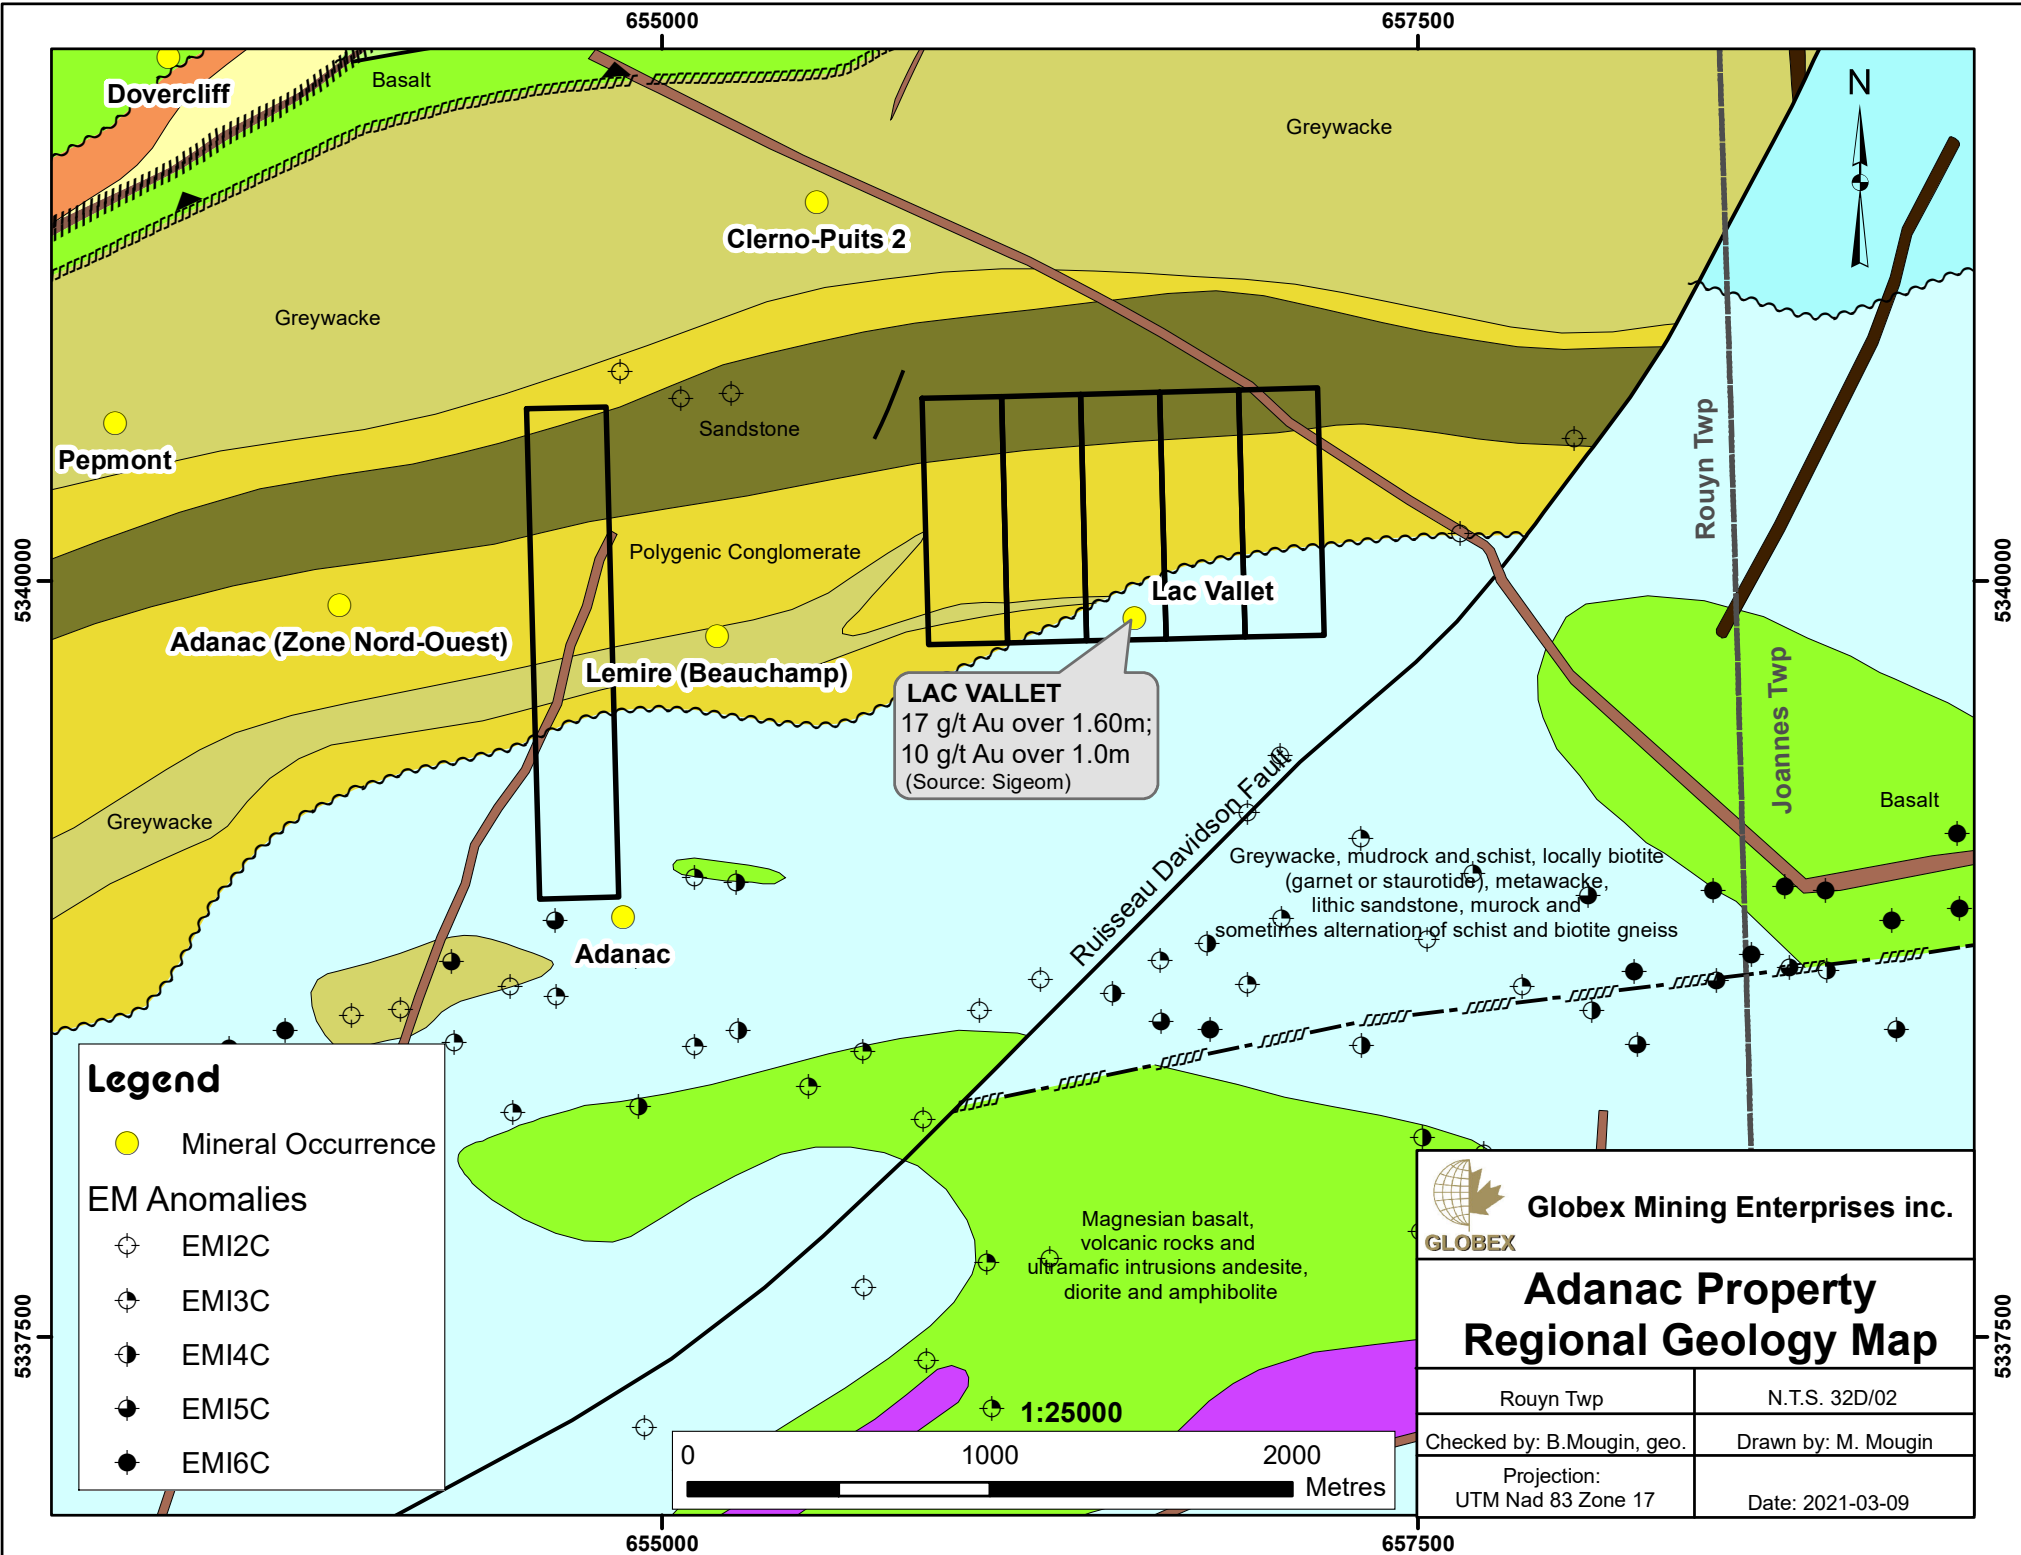 655000
657500
Dovercliff
Basalt
Greywacke
N
Clerno-Puits 2
Greywacke
Sandstone
Pepmont
Rouyn Twp
5340000
5340000
Polygenic Conglomerate
Lac Vallet
Adanac (Zone Nord-Ouest)
Lemire (Beauchamp)
LAC VALLET
17 g/t Au over 1.60m;
10 g/t Au over 1.0m
(Source: Sigeom)
Joannes Twp
Basalt
Greywacke
Ruisseau Davidson Fault
Greywacke, mudrock and schist, locally biotite
(garnet or staurotide), metawacke,
lithic sandstone, murock and
sometimes alternation of schist and biotite gneiss
Adanac
Legend
Mineral Occurrence
EM Anomalies
EMI2C
EMI3C
EMI4C
EMI5C
EMI6C
Magnesian basalt,
volcanic rocks and
ultramafic intrusions andesite,
diorite and amphibolite
GLOBEX
Globex Mining Enterprises inc.
Adanac Property
Regional Geology Map
5337500
5337500
Rouyn Twp
N.T.S. 32D/02
Checked by: B.Mougin, geo.
Drawn by: M. Mougin
Projection:
UTM Nad 83 Zone 17
Date: 2021-03-09
1:25000
0 1000 2000
Metres
655000
657500